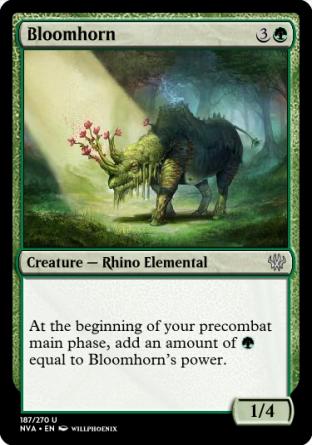 Bloomhorn 3
Creature — Rhino Elemental
At the beginning of your precombat
main phase, add an amount of
equal to Bloomhorn's power.
1/4
187/270 U
NVA • EN WILLPHOENIX